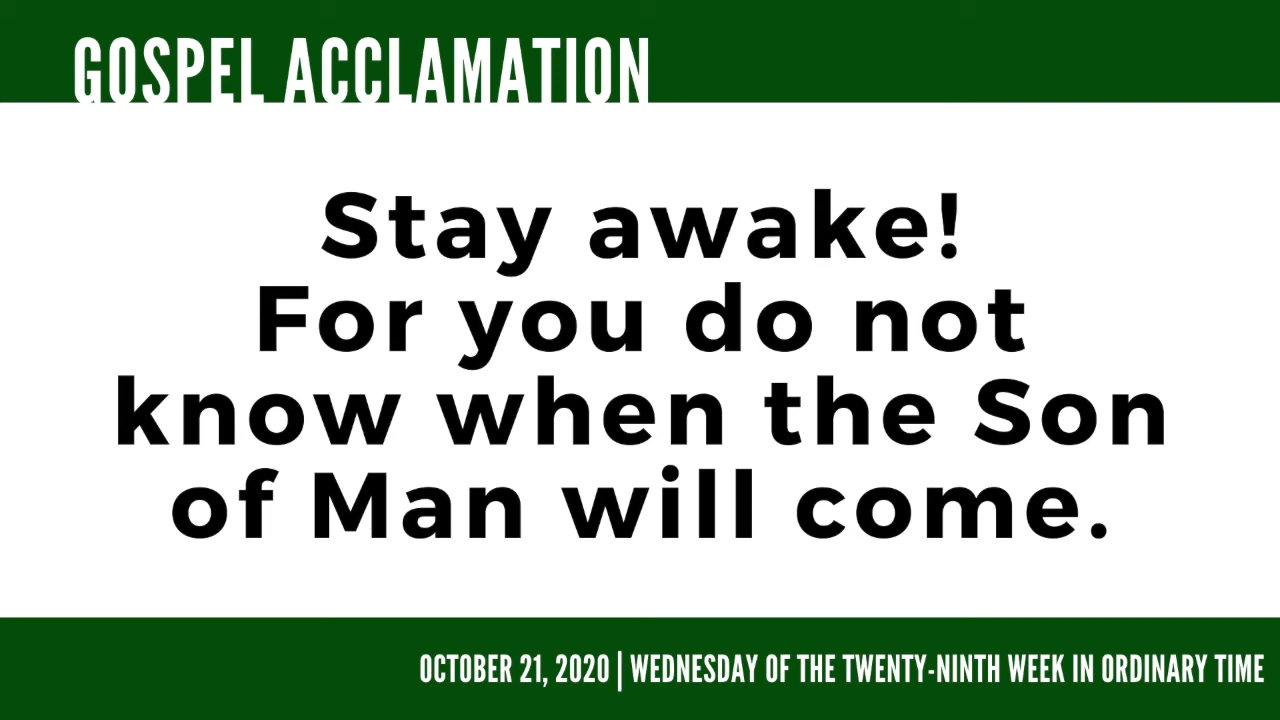 GOSPEL ACCLAMATION
Stay awake!
For you do not
know when the Son
of Man will come.
OCTOBER 21, 2020 | WEDNESDAY OF THE TWENTY-NINTH WEEK IN ORDINARY TIME